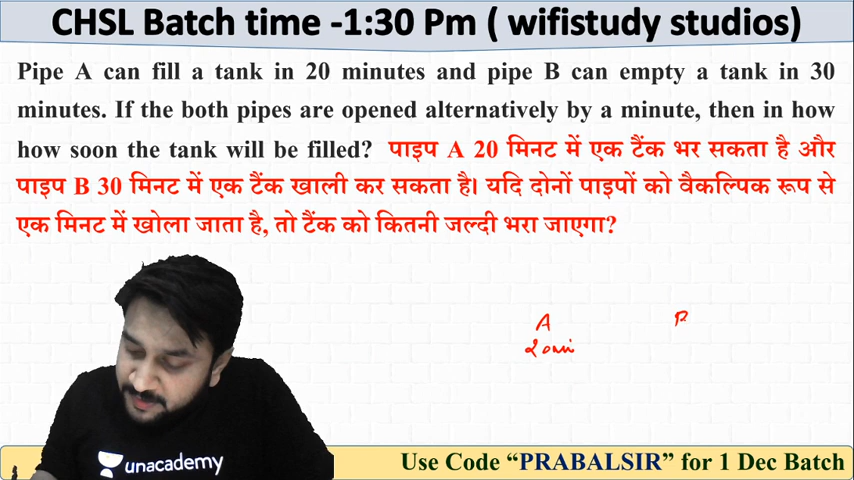 CHSL Batch time -1:30 Pm ( wifistudy studios)
Pipe A can fill a tank in 20 minutes and pipe B can empty a tank in 30
minutes. If the both pipes are opened alternatively by a minute, then in how
how soon the tank will be filled? पाइप A 20 मिनट में एक टैंक भर सकता है और
पाइप B 30 मिनट में एक टैंक खाली कर सकता है। यदि दोनों पाइपों को वैकल्पिक रूप से
एक मिनट में खोला जाता है, तो टैंक को कितनी जल्दी भरा जाएगा?
A B
20mi
unacademy
Use Code “PRABALSIR” for 1 Dec Batch